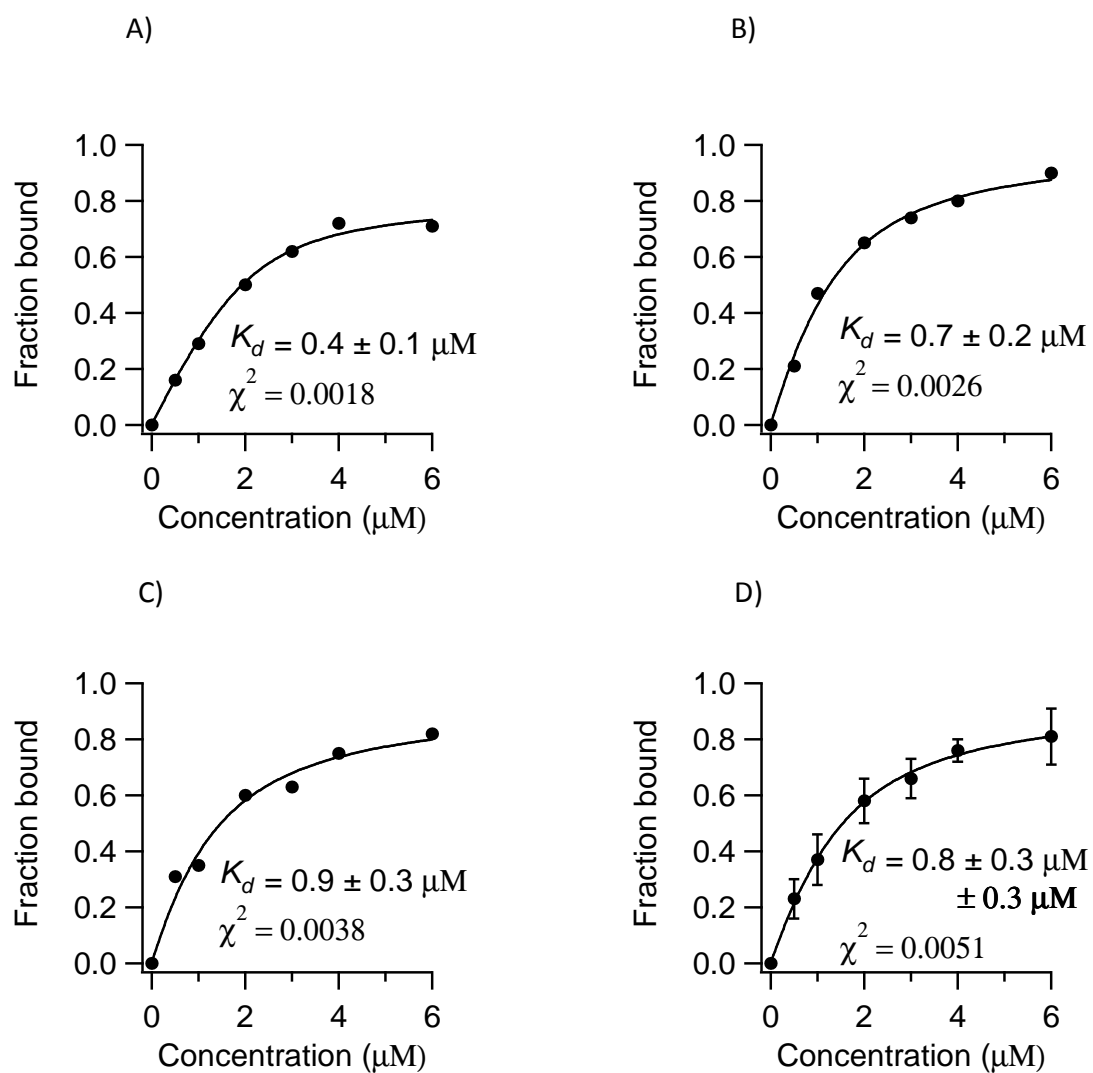 A)
1.0
0.8
0.6
0.4
0.2
0.0
Fraction bound
K_d = 0.4 ± 0.1 μM
χ² = 0.0018
0 2 4 6
Concentration (μM)
B)
1.0
0.8
0.6
0.4
0.2
0.0
Fraction bound
K_d = 0.7 ± 0.2 μM
χ² = 0.0026
0 2 4 6
Concentration (μM)
C)
1.0
0.8
0.6
0.4
0.2
0.0
Fraction bound
K_d = 0.9 ± 0.3 μM
χ² = 0.0038
0 2 4 6
Concentration (μM)
D)
1.0
0.8
0.6
0.4
0.2
0.0
Fraction bound
K_d = 0.8 ± 0.3 μM
± 0.3 μM
χ² = 0.0051
0 2 4 6
Concentration (μM)